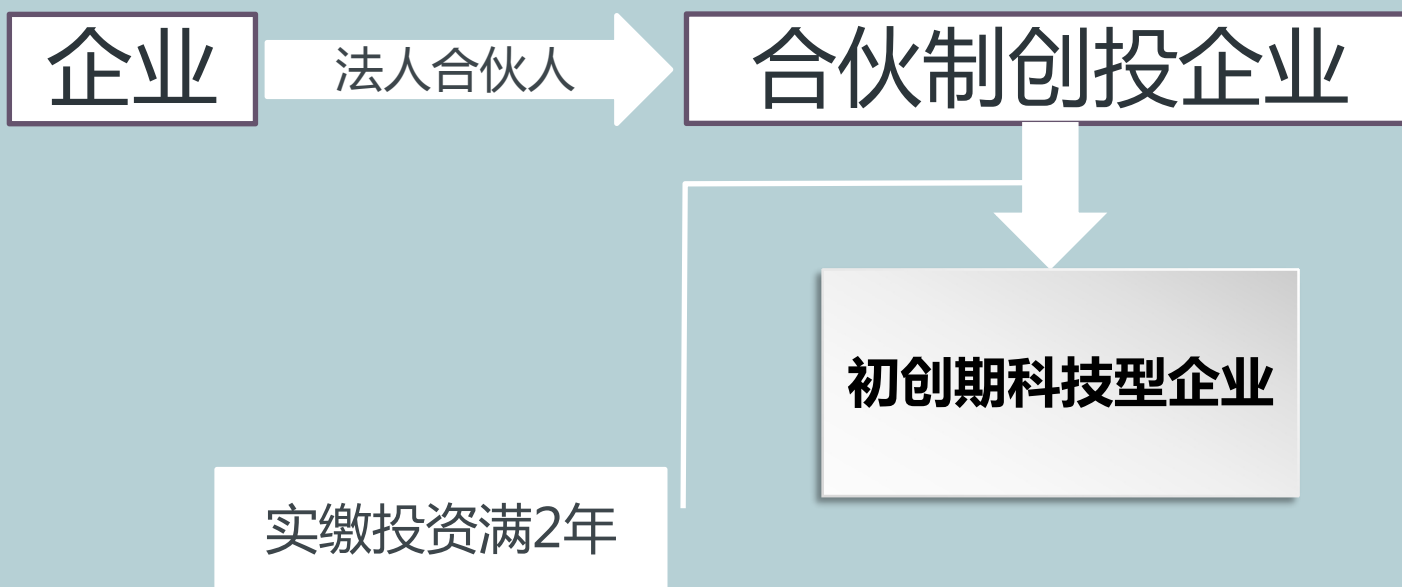 企业
法人合伙人
合伙制创投企业
初创期科技型企业
实缴投资满2年